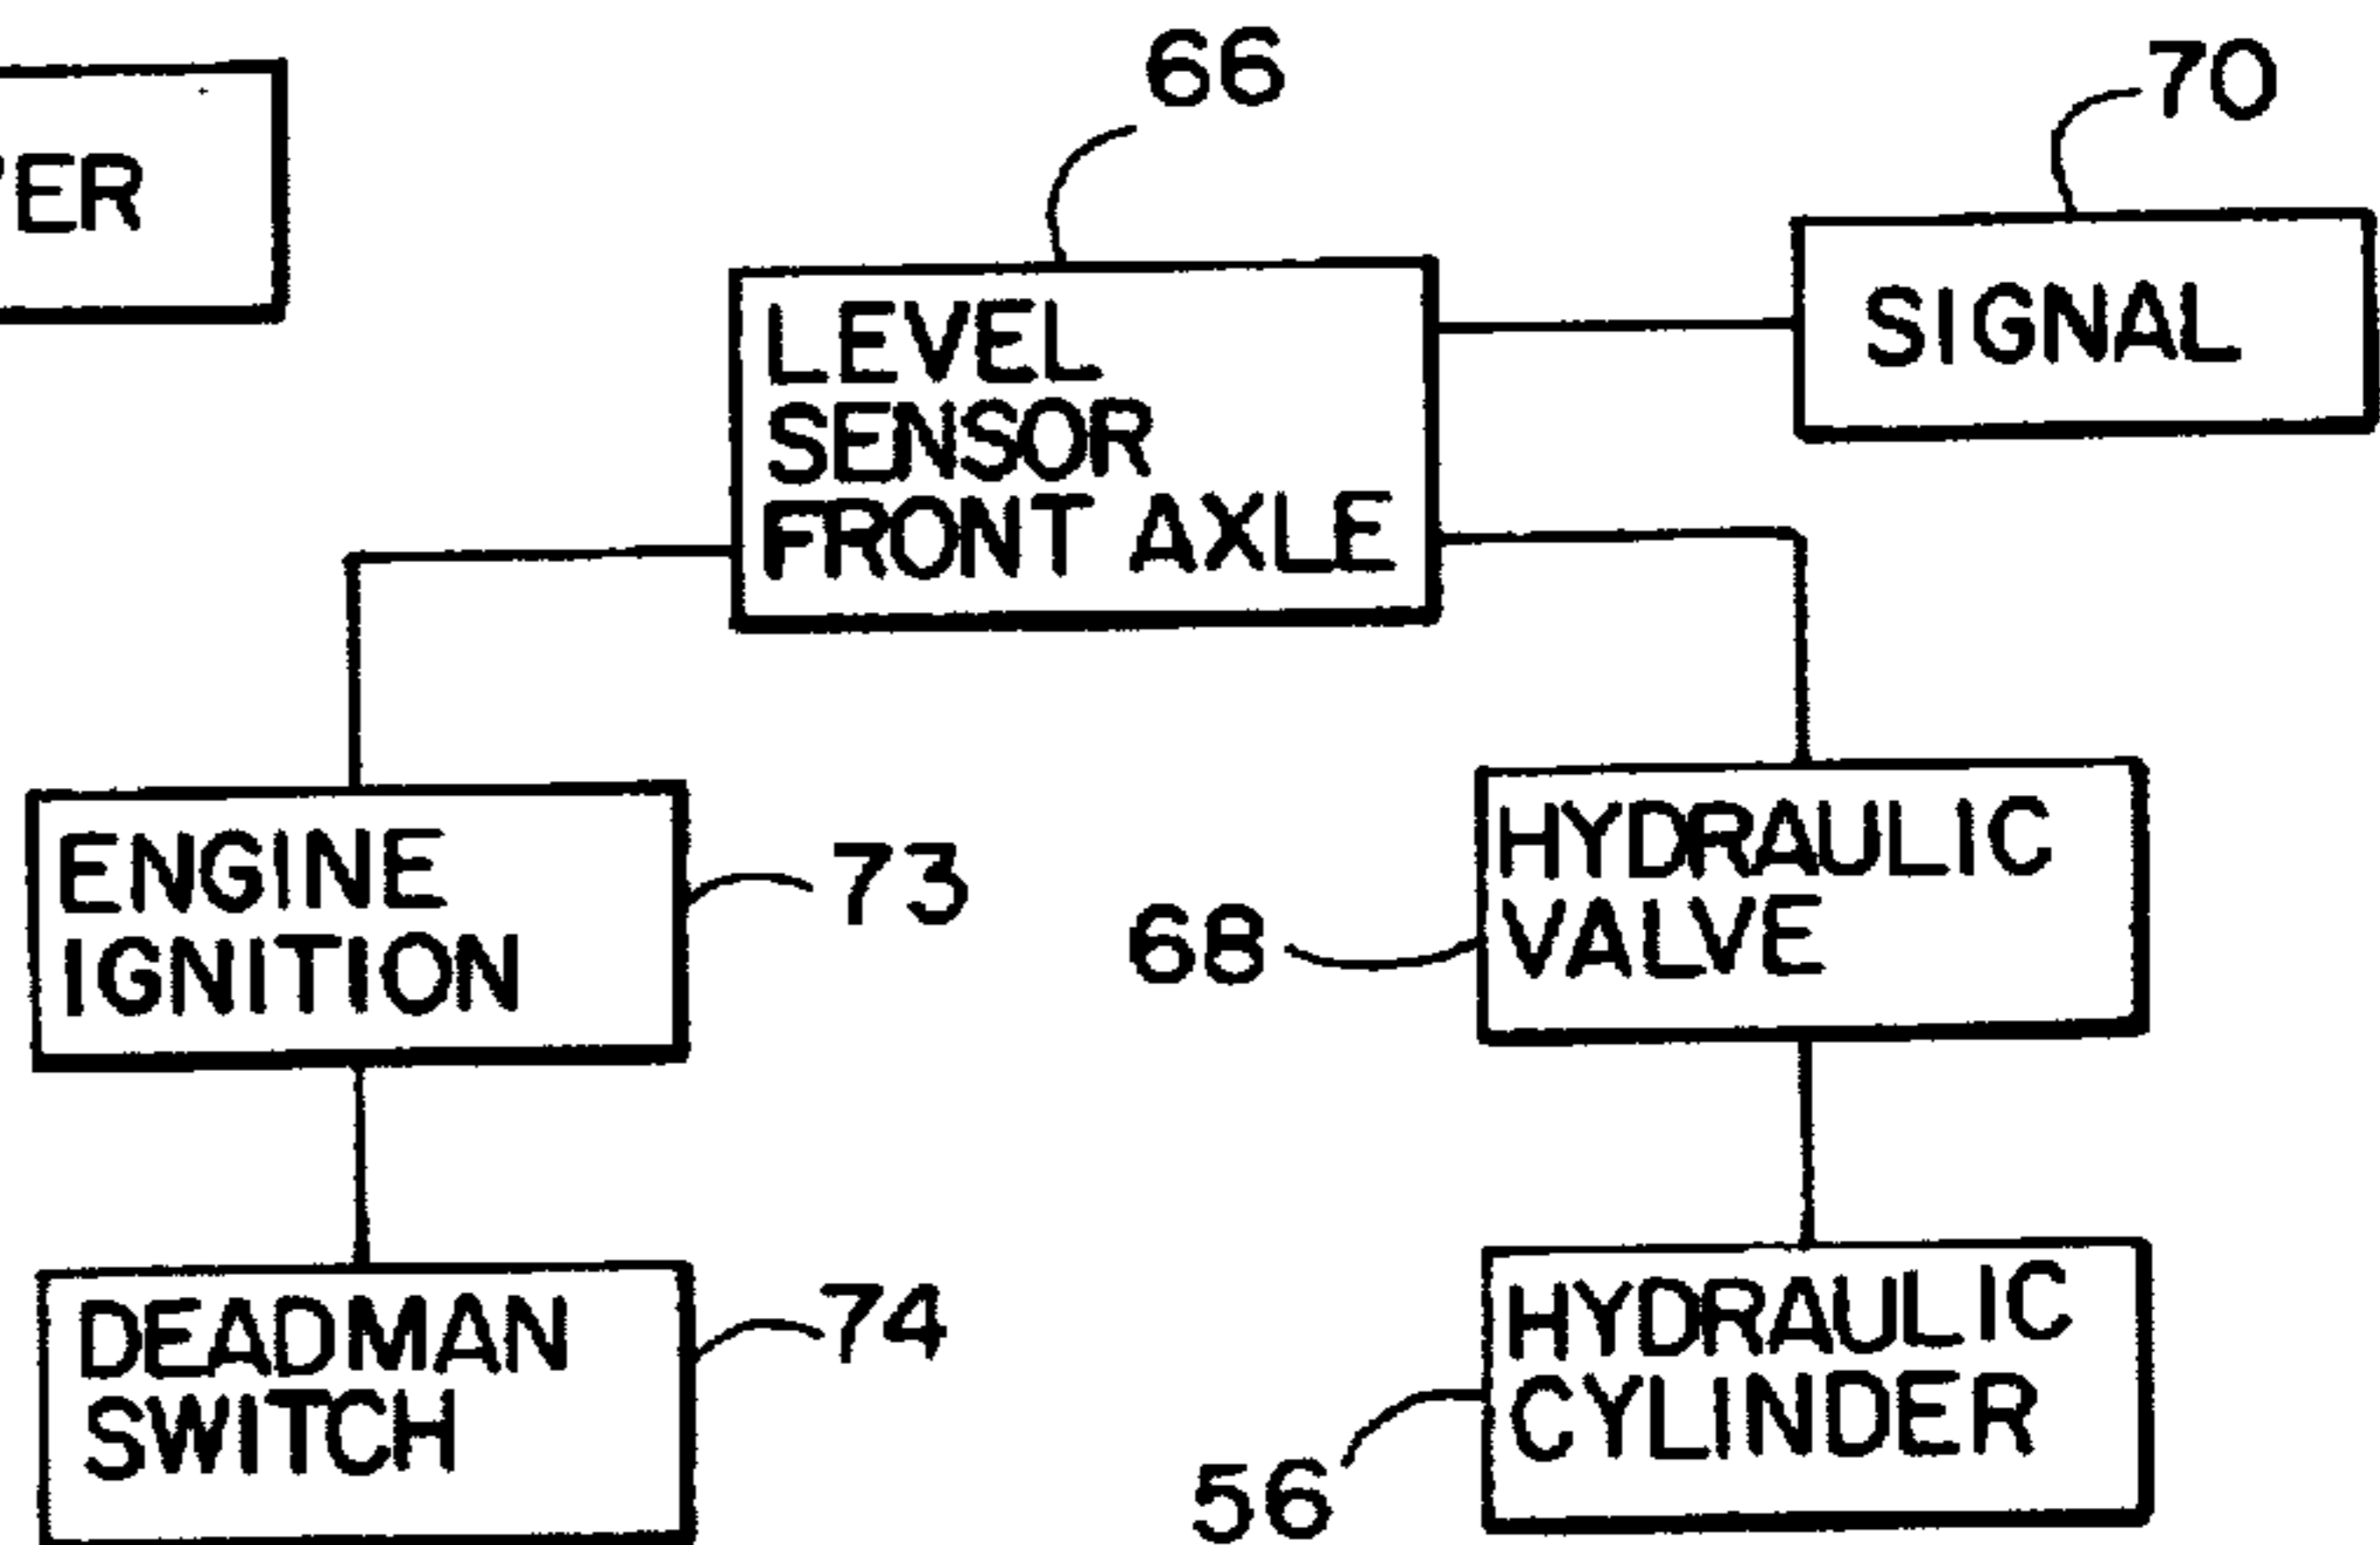 66
70
LEVEL
SENSOR
FRONT AXLE
SIGNAL
ENGINE
IGNITION
73
HYDRAULIC
VALVE
68
DEADMAN
SWITCH
74
HYDRAULIC
CYLINDER
56